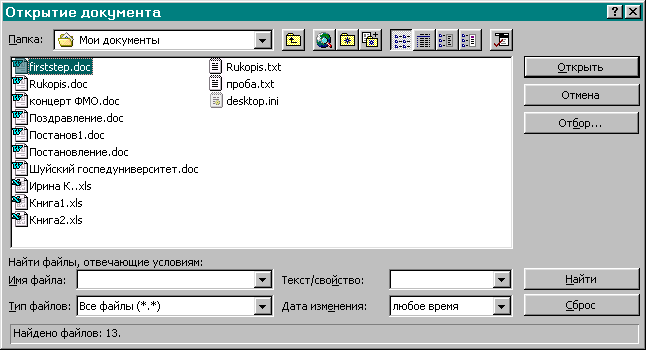 Открытие документа
Папка: Мои документы
firststep.doc
Rukopis.doc
концерт ФМО.doc
Поздравление.doc
Постанов1.doc
Постановление.doc
Шуйский госпедуниверситет.doc
Ирина К..xls
Книга1.xls
Книга2.xls
Rukopis.txt
проба.txt
desktop.ini
Открыть
Отмена
Отбор...
Найти файлы, отвечающие условиям:
Имя файла: Текст/свойство: Найти
Тип файлов: Все файлы (*.*) Дата изменения: любое время Сброс
Найдено файлов: 13.